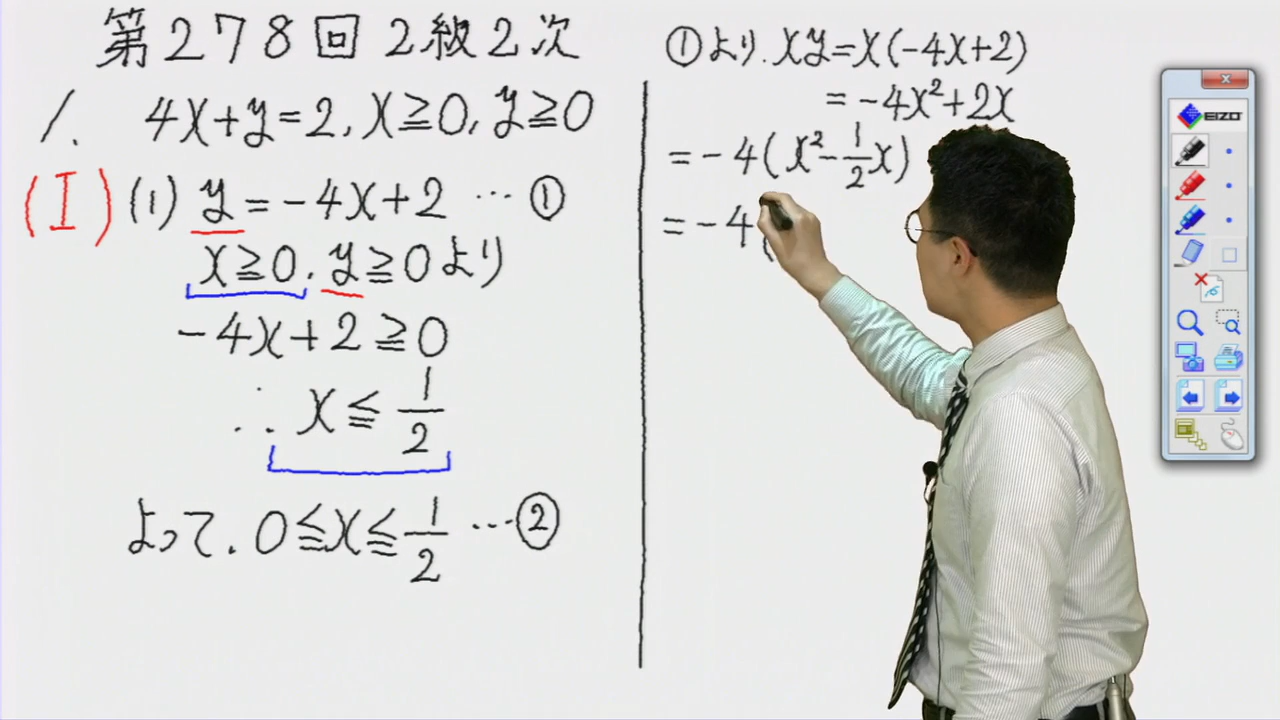 第278回 2級2次
1. 4x+y=2, x≧0, y≧0
(I) (1) y=-4x+2 … ①
x≧0, y≧0より
-4x+2≧0
∴ x≦1/2
よって, 0≦x≦1/2 …②
①より. xy=x(-4x+2)
=-4x²+2x
=-4(x²-1/2x)
=-4(
EIZO